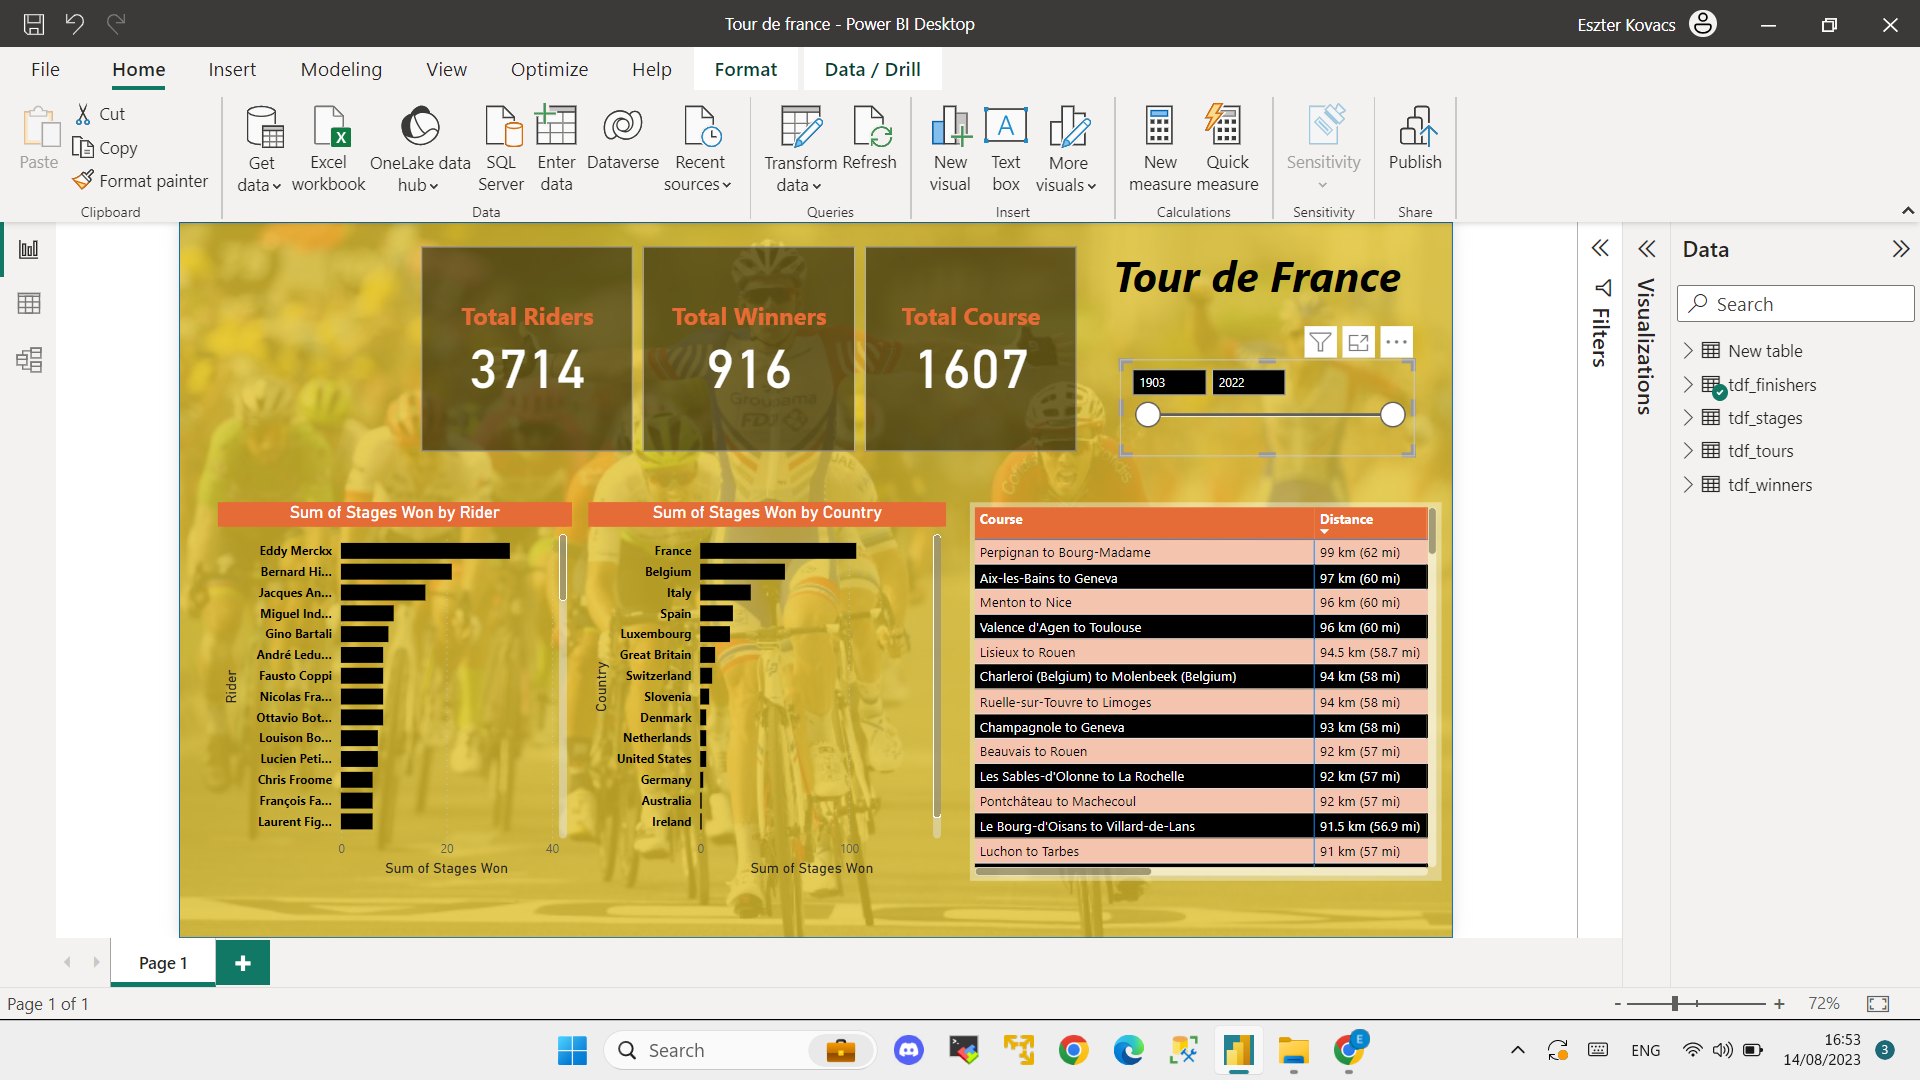 Tour de france - Power BI Desktop
Eszter Kovacs
File Home Insert Modeling View Optimize Help Format Data / Drill
Paste
Cut
Copy
Format painter
Clipboard
Get data
Excel workbook
OneLake data hub
SQL Server
Enter data
Dataverse
Recent sources
Data
Transform data
Refresh
Queries
New visual
Text box
More visuals
Insert
New measure
Quick measure
Calculations
Sensitivity
Sensitivity
Publish
Share
Total Riders
3714
Total Winners
916
Total Course
1607
Groupama
FDJ
Tour de France
1903 2022
Sum of Stages Won by Rider
Rider
Eddy Merckx
Bernard Hi...
Jacques An...
Miguel Ind...
Gino Bartali
André Ledu...
Fausto Coppi
Nicolas Fra...
Ottavio Bot...
Louison Bo...
Lucien Peti...
Chris Froome
François Fa...
Laurent Fig...
0 20 40
Sum of Stages Won
Sum of Stages Won by Country
Country
France
Belgium
Italy
Spain
Luxembourg
Great Britain
Switzerland
Slovenia
Denmark
Netherlands
United States
Germany
Australia
Ireland
0 100
Sum of Stages Won
Course Distance
Perpignan to Bourg-Madame 99 km (62 mi)
Aix-les-Bains to Geneva 97 km (60 mi)
Menton to Nice 96 km (60 mi)
Valence d'Agen to Toulouse 96 km (60 mi)
Lisieux to Rouen 94.5 km (58.7 mi)
Charleroi (Belgium) to Molenbeek (Belgium) 94 km (58 mi)
Ruelle-sur-Touvre to Limoges 94 km (58 mi)
Champagnole to Geneva 93 km (58 mi)
Beauvais to Rouen 92 km (57 mi)
Les Sables-d'Olonne to La Rochelle 92 km (57 mi)
Pontchâteau to Machecoul 92 km (57 mi)
Le Bourg-d'Oisans to Villard-de-Lans 91.5 km (56.9 mi)
Luchon to Tarbes 91 km (57 mi)
Filters
Visualizations
Data
Search
New table
tdf_finishers
tdf_stages
tdf_tours
tdf_winners
Page 1
Page 1 of 1
- + 72%
Search
E
ENG
16:53
14/08/2023
3